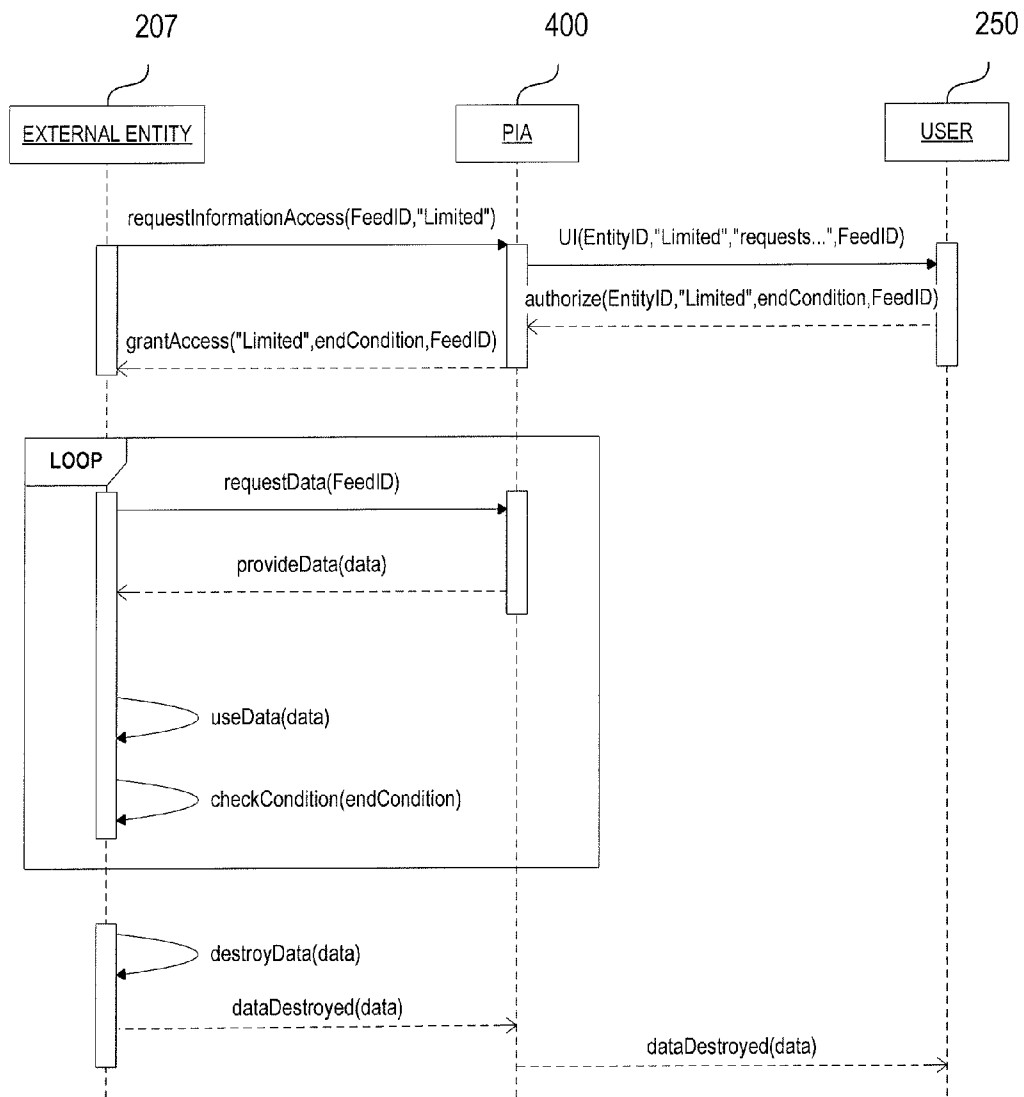 207
400
250
EXTERNAL ENTITY
PIA
USER
requestInformationAccess(FeedID,"Limited")
UI(EntityID,"Limited","requests...",FeedID)
authorize(EntityID,"Limited",endCondition,FeedID)
grantAccess("Limited",endCondition,FeedID)
LOOP
requestData(FeedID)
provideData(data)
useData(data)
checkCondition(endCondition)
destroyData(data)
dataDestroyed(data)
dataDestroyed(data)